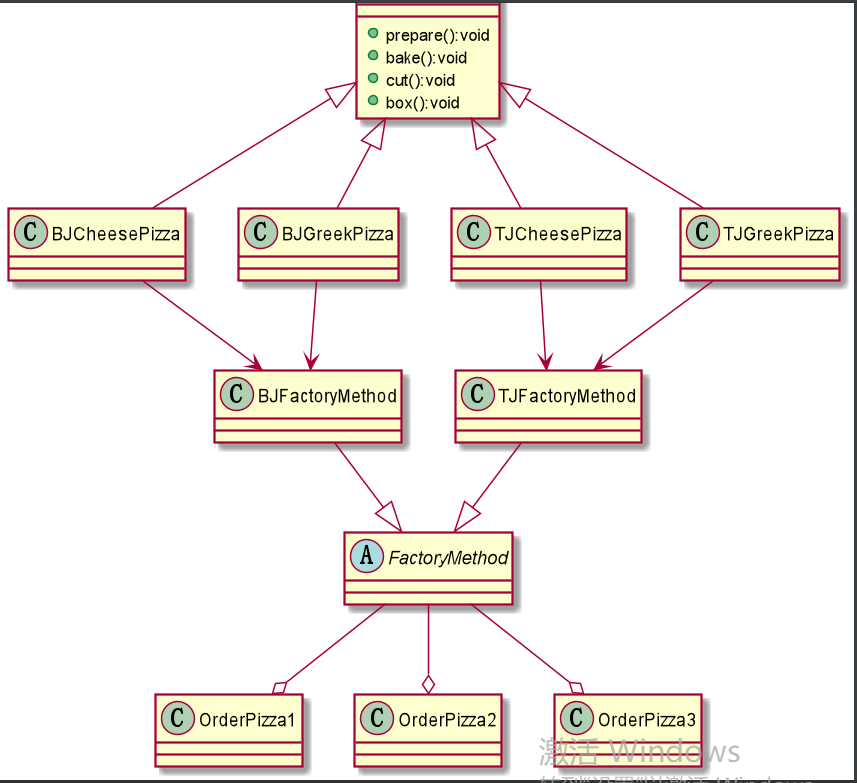 prepare():void
bake():void
cut():void
box():void
C BJCheesePizza
C BJGreekPizza
C TJCheesePizza
C TJGreekPizza
C BJFactoryMethod
C TJFactoryMethod
A FactoryMethod
C OrderPizza1
C OrderPizza2
C OrderPizza3
激活 Windows